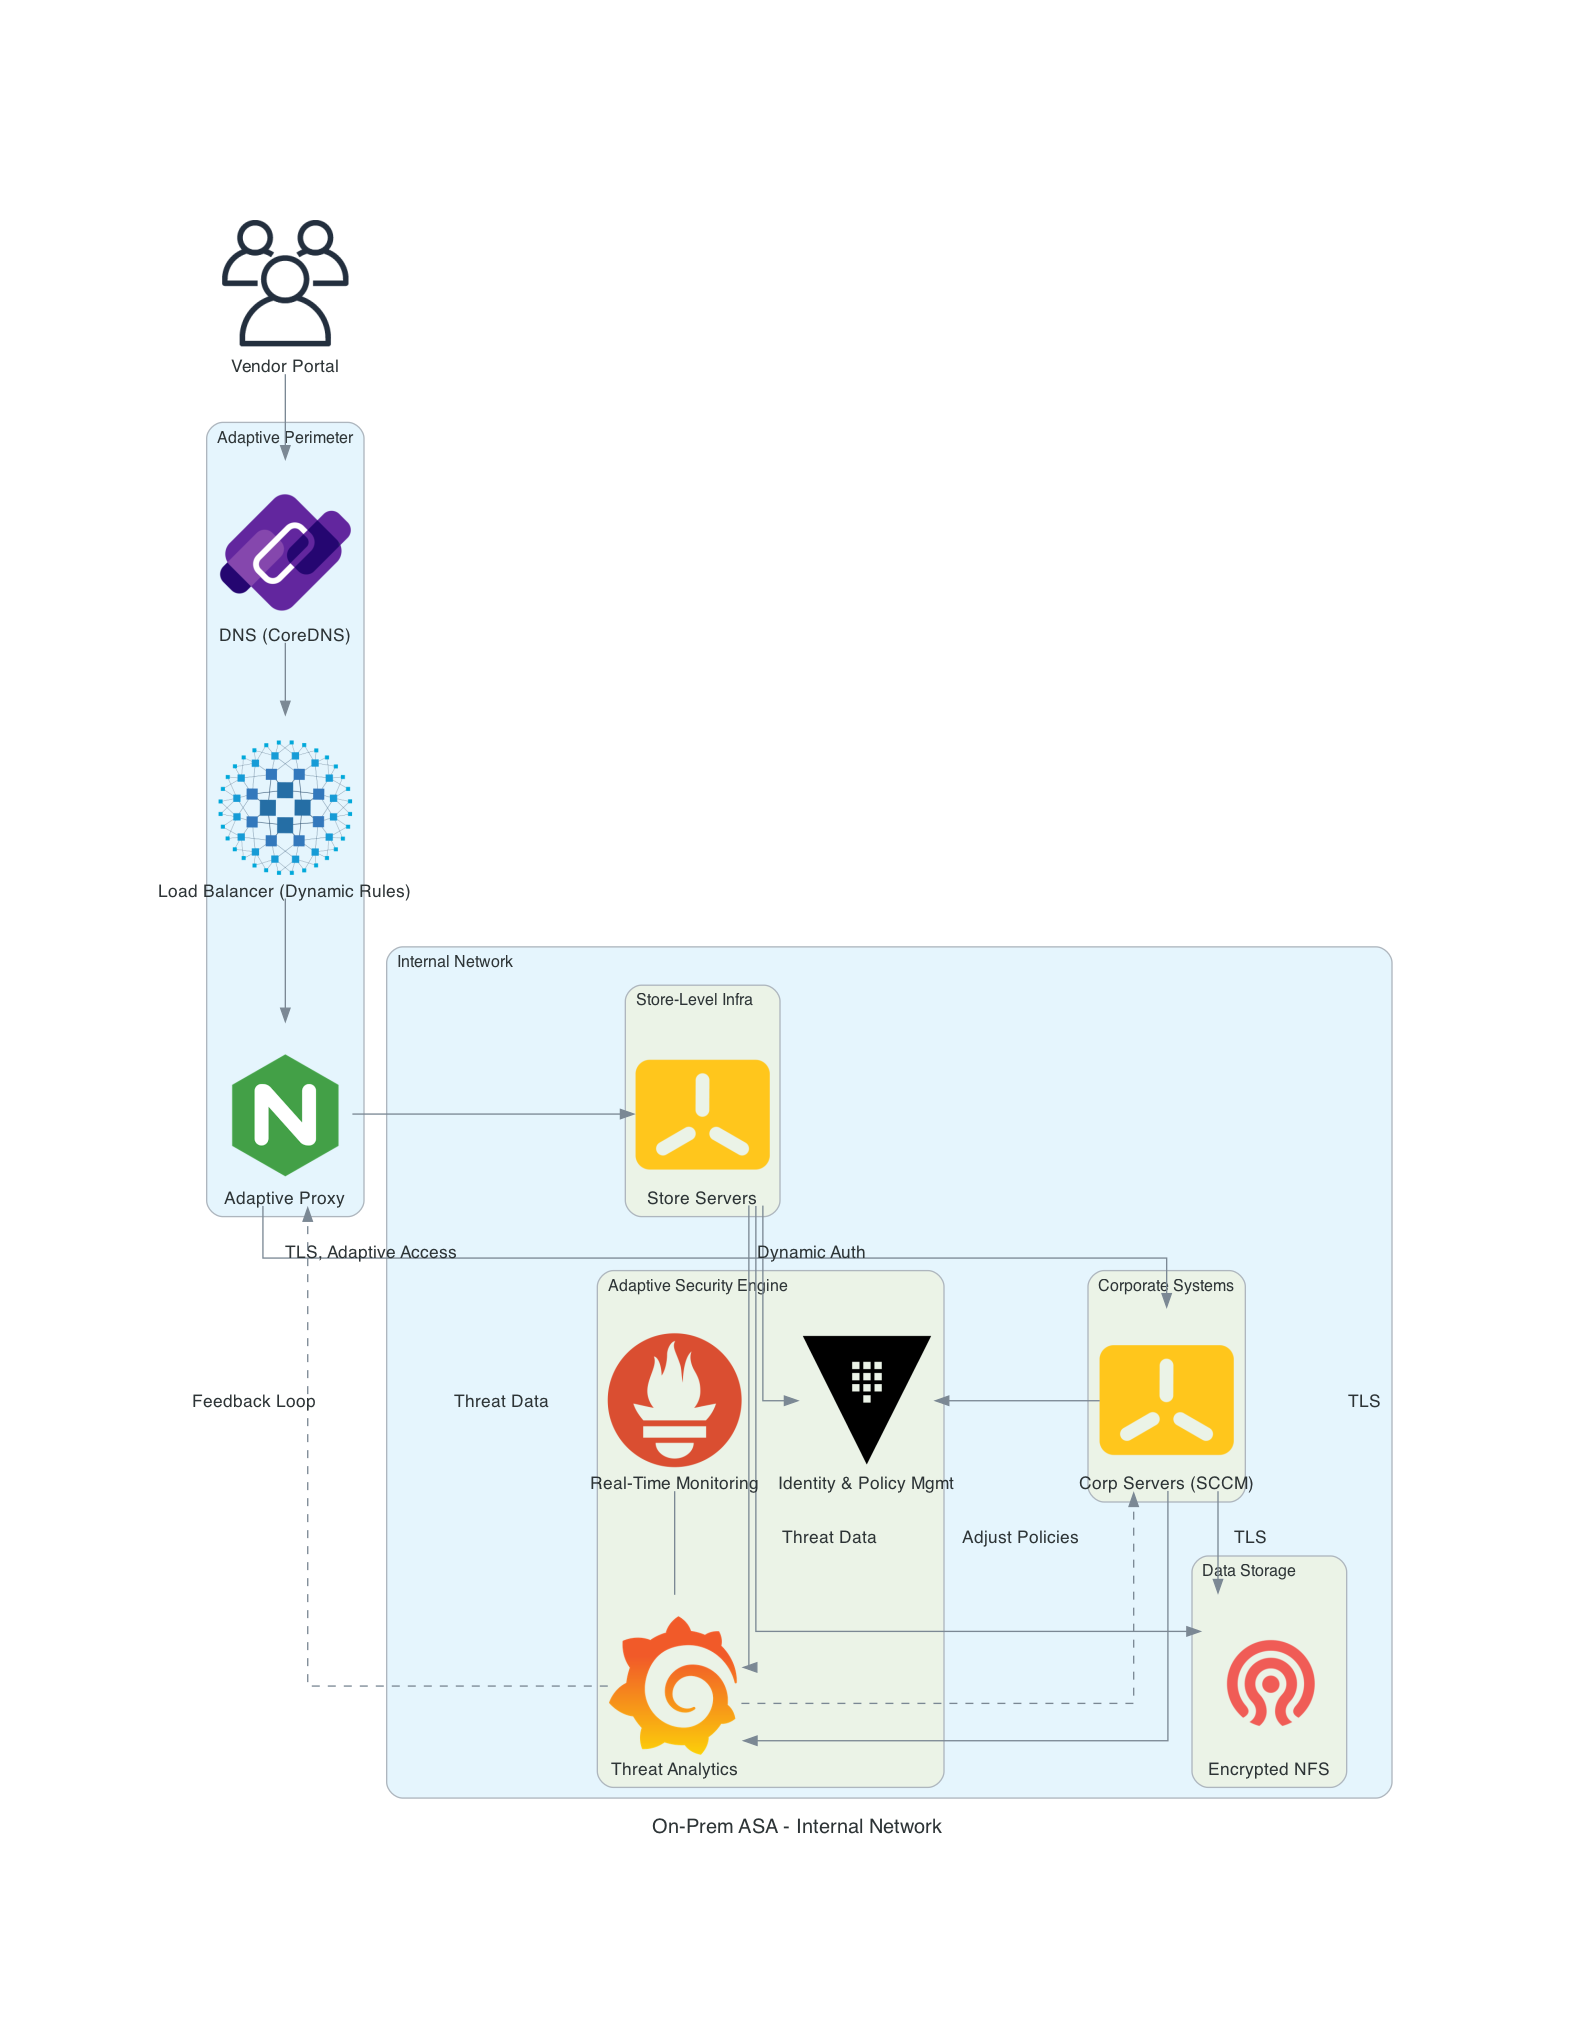 Vendor Portal
Adaptive Perimeter
DNS (CoreDNS)
Load Balancer (Dynamic Rules)
Adaptive Proxy
Internal Network
Store-Level Infra
Store Servers
TLS, Adaptive Access
Dynamic Auth
Adaptive Security Engine
Corporate Systems
Feedback Loop
Threat Data
TLS
Real-Time Monitoring
Identity & Policy Mgmt
Corp Servers (SCCM)
Threat Data
Adjust Policies
TLS
Data Storage
Threat Analytics
Encrypted NFS
On-Prem ASA - Internal Network